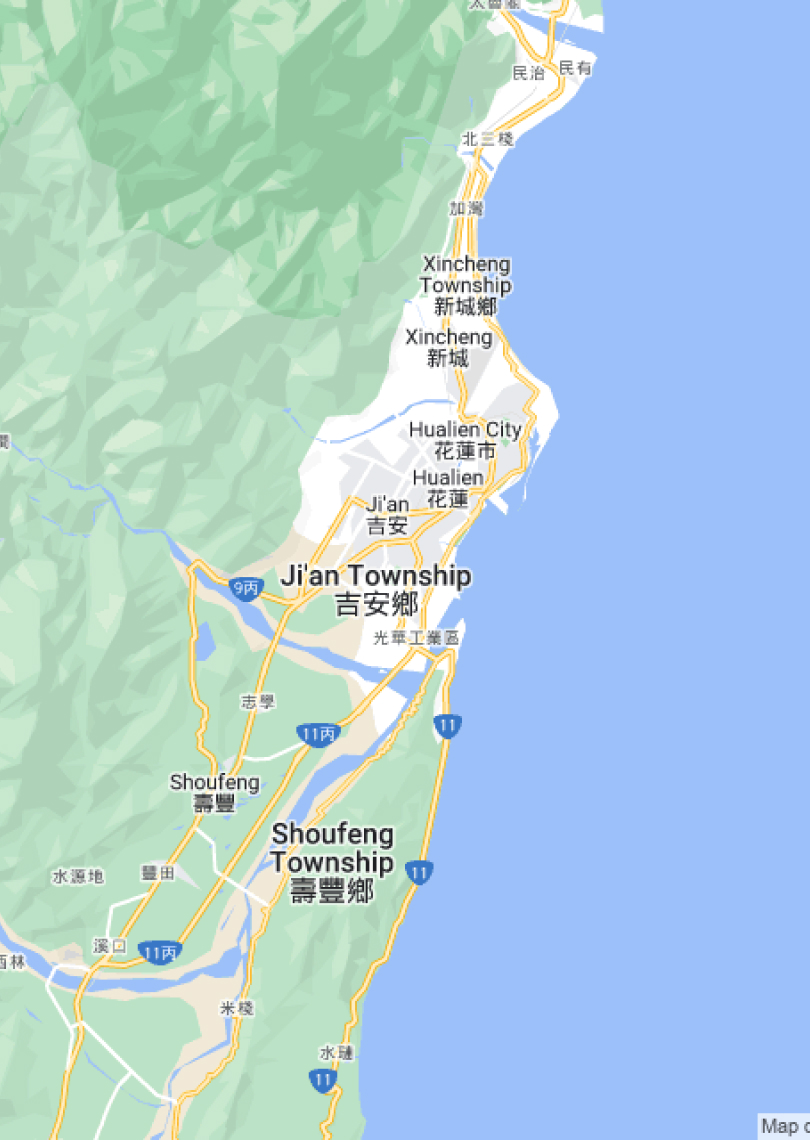 民治
民有
北三棧
加灣
Xincheng
Township
新城鄉
Xincheng
新城
Hualien City
花蓮市
Hualien
花蓮
Ji'an
吉安
Ji'an Township
吉安鄉
9丙
光華工業區
志學
11丙
11
Shoufeng
壽豐
Shoufeng
Township
壽豐鄉
11
水源地
豐田
溪口
11丙
西林
米棧
水璉
11
Map